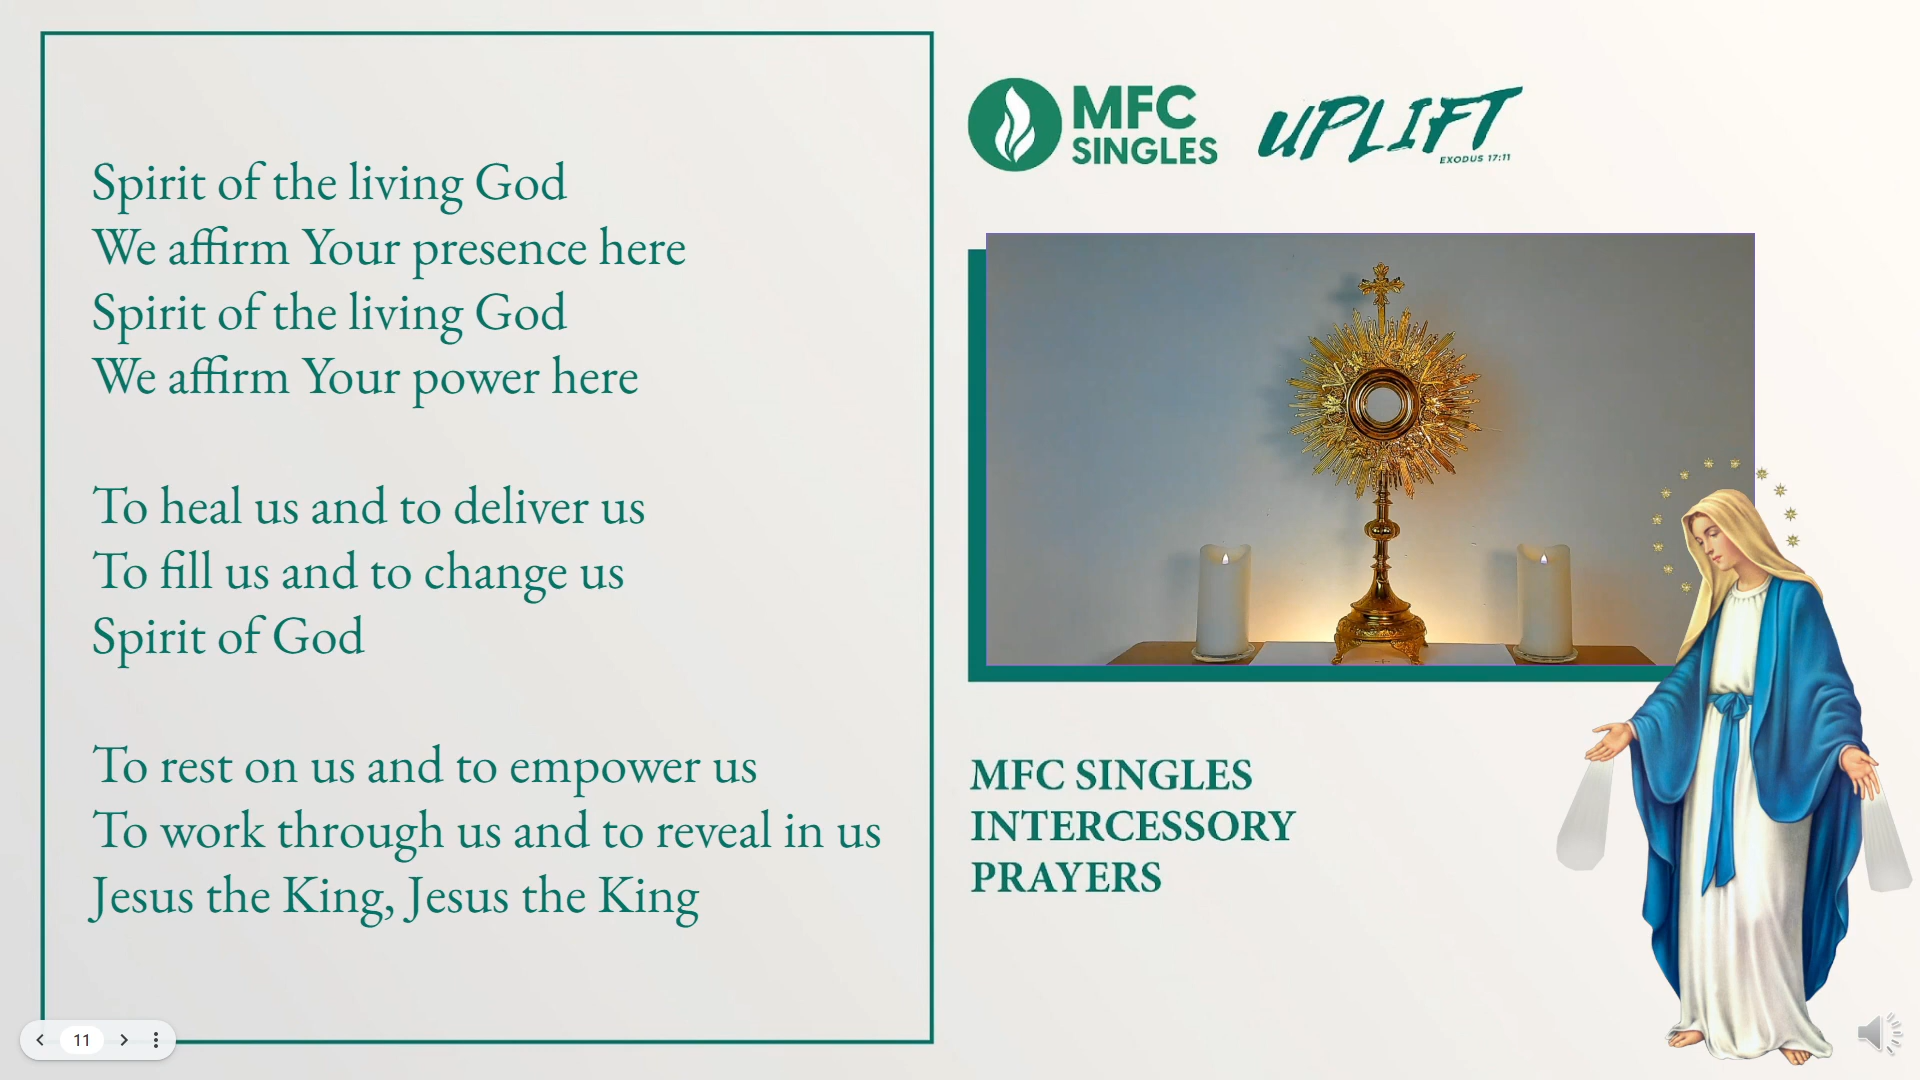 Spirit of the living God
We affirm Your presence here
Spirit of the living God
We affirm Your power here
To heal us and to deliver us
To fill us and to change us
Spirit of God
To rest on us and to empower us
To work through us and to reveal in us
Jesus the King, Jesus the King
MFC
SINGLES
UPLIFT
EXODUS 17:11
MFC SINGLES
INTERCESSORY
PRAYERS
11